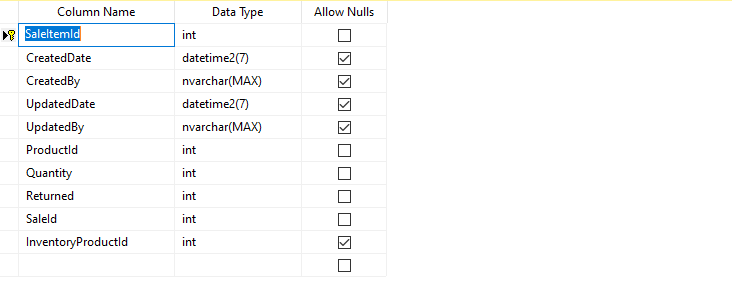 Column Name Data Type Allow Nulls
SaleItemId int
CreatedDate datetime2(7)
CreatedBy nvarchar(MAX)
UpdatedDate datetime2(7)
UpdatedBy nvarchar(MAX)
ProductId int
Quantity int
Returned int
SaleId int
InventoryProductId int